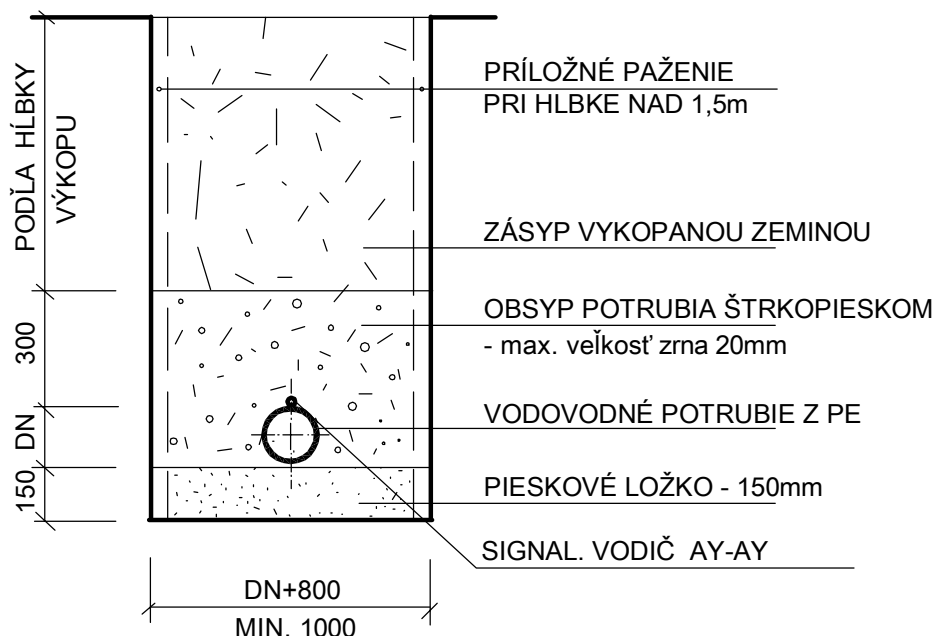 PRÍLOŽNÉ PAŽENIE
PRI HLBKE NAD 1,5m
ZÁSYP VYKOPANOU ZEMINOU
OBSYP POTRUBIA ŠTRKOPIESKOM
- max. veľkosť zrna 20mm
VODOVODNÉ POTRUBIE Z PE
PIESKOVÉ LOŽKO - 150mm
SIGNAL. VODIČ AY-AY
PODĽA HĹBKY
VÝKOPU
300
DN
150
DN+800
MIN. 1000